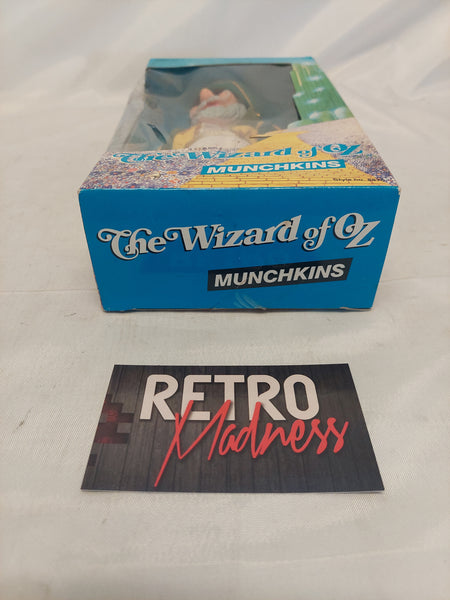 The Wizard of Oz
MUNCHKINS
The Wizard of Oz
MUNCHKINS
RETRO
Madness